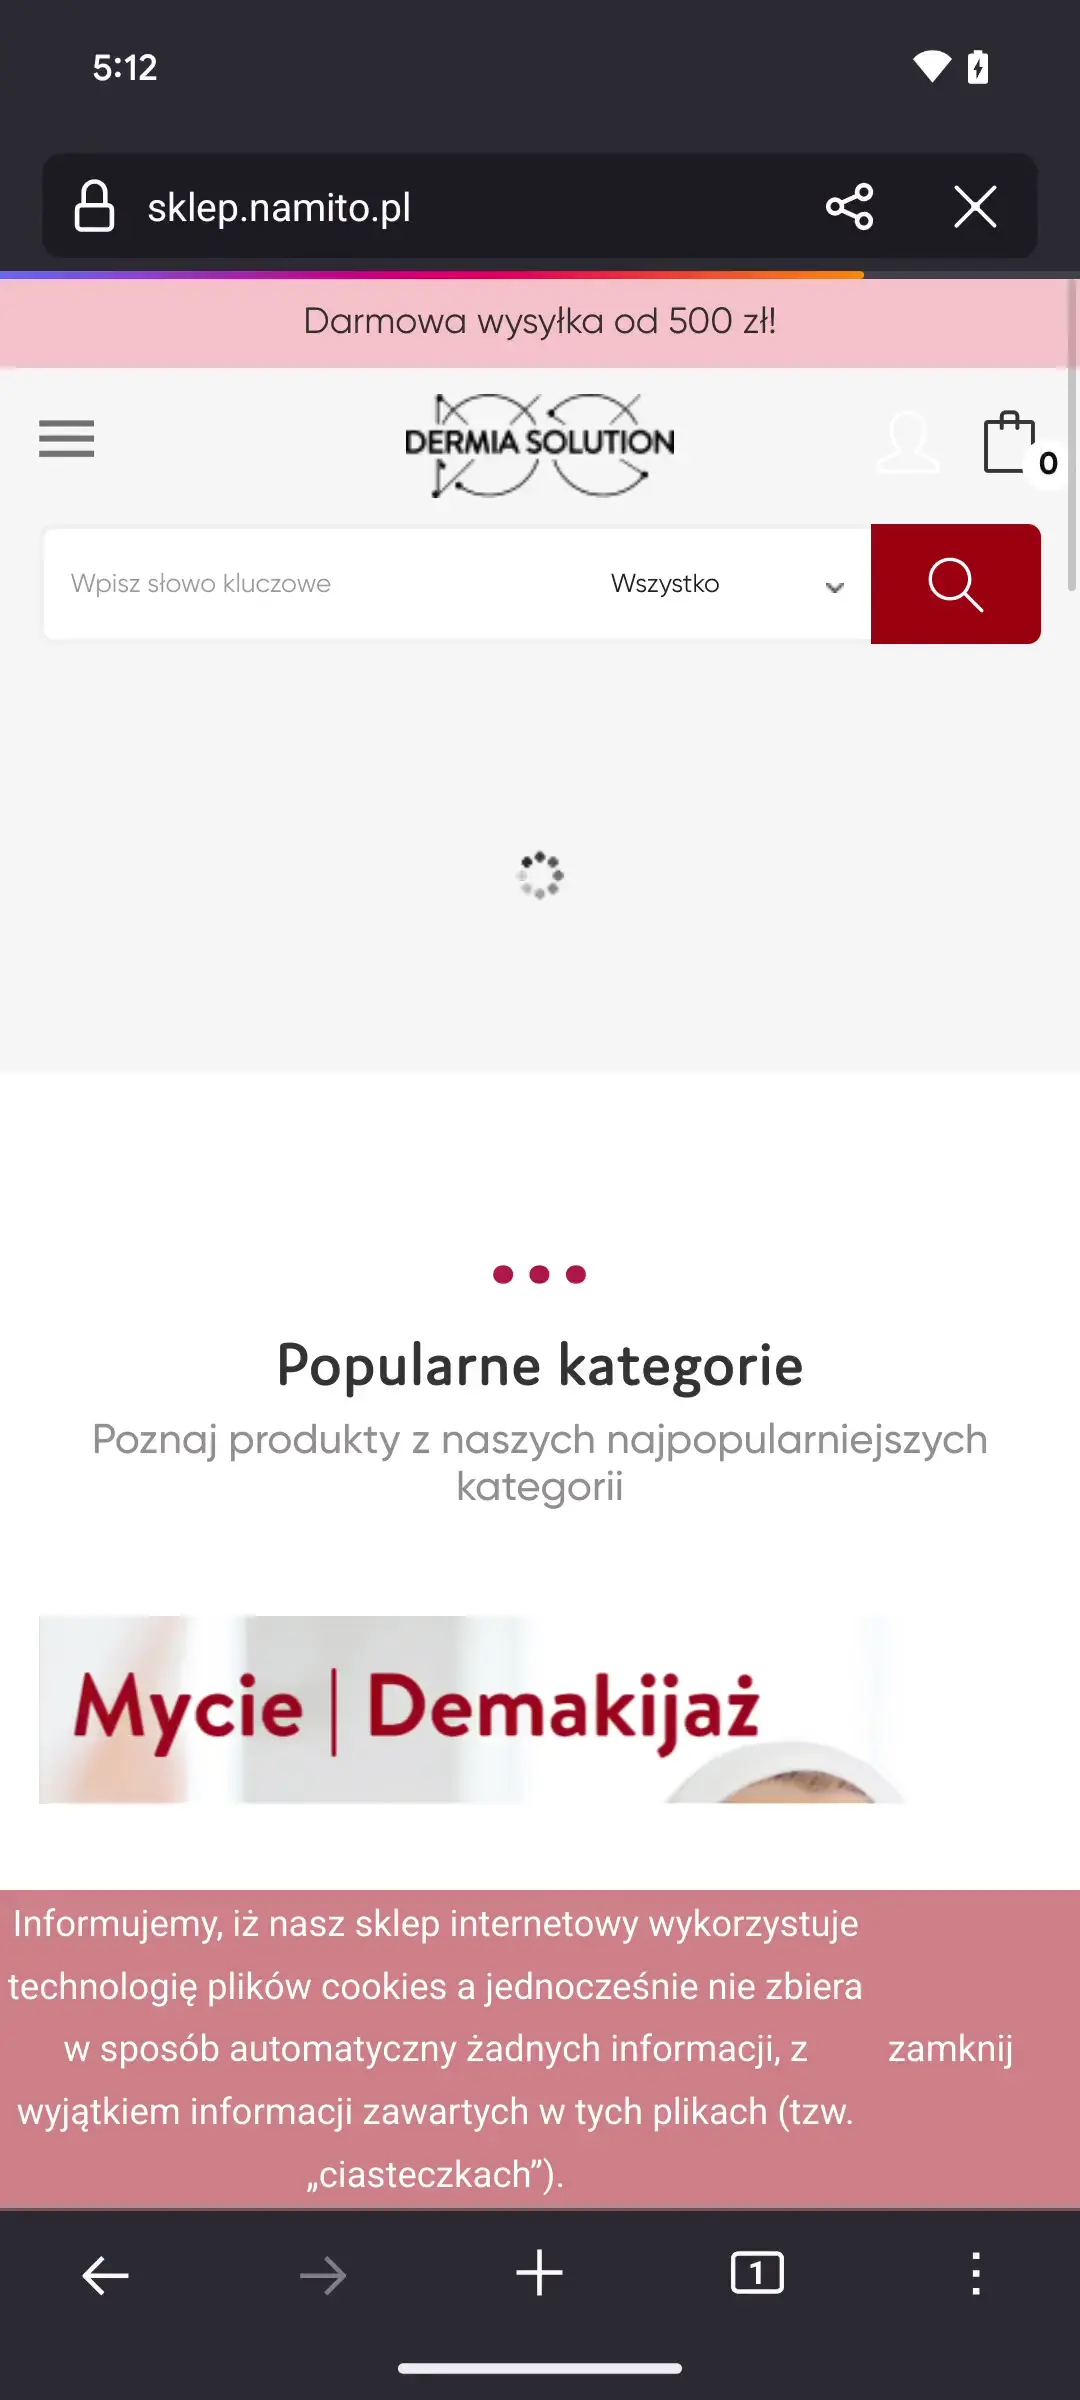 5:12
sklep.namito.pl
Darmowa wysyłka od 500 zł!
DERMIA SOLUTION
0
Wpisz słowo kluczowe
Wszystko
Popularne kategorie
Poznaj produkty z naszych najpopularniejszych
kategorii
Mycie | Demakijaż
Informujemy, iż nasz sklep internetowy wykorzystuje
technologię plików cookies a jednocześnie nie zbiera
w sposób automatyczny żadnych informacji, z
wyjątkiem informacji zawartych w tych plikach (tzw.
„ciasteczkach”).
zamknij
1